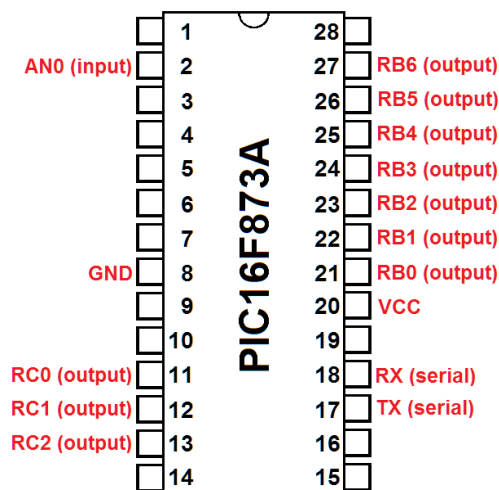 1 28
AN0 (input) 2 27 RB6 (output)
3 26 RB5 (output)
4 25 RB4 (output)
5 24 RB3 (output)
6 23 RB2 (output)
7 22 RB1 (output)
GND 8 21 RB0 (output)
9 20 VCC
10 19
RC0 (output) 11 18 RX (serial)
RC1 (output) 12 17 TX (serial)
RC2 (output) 13 16
14 15
PIC16F873A